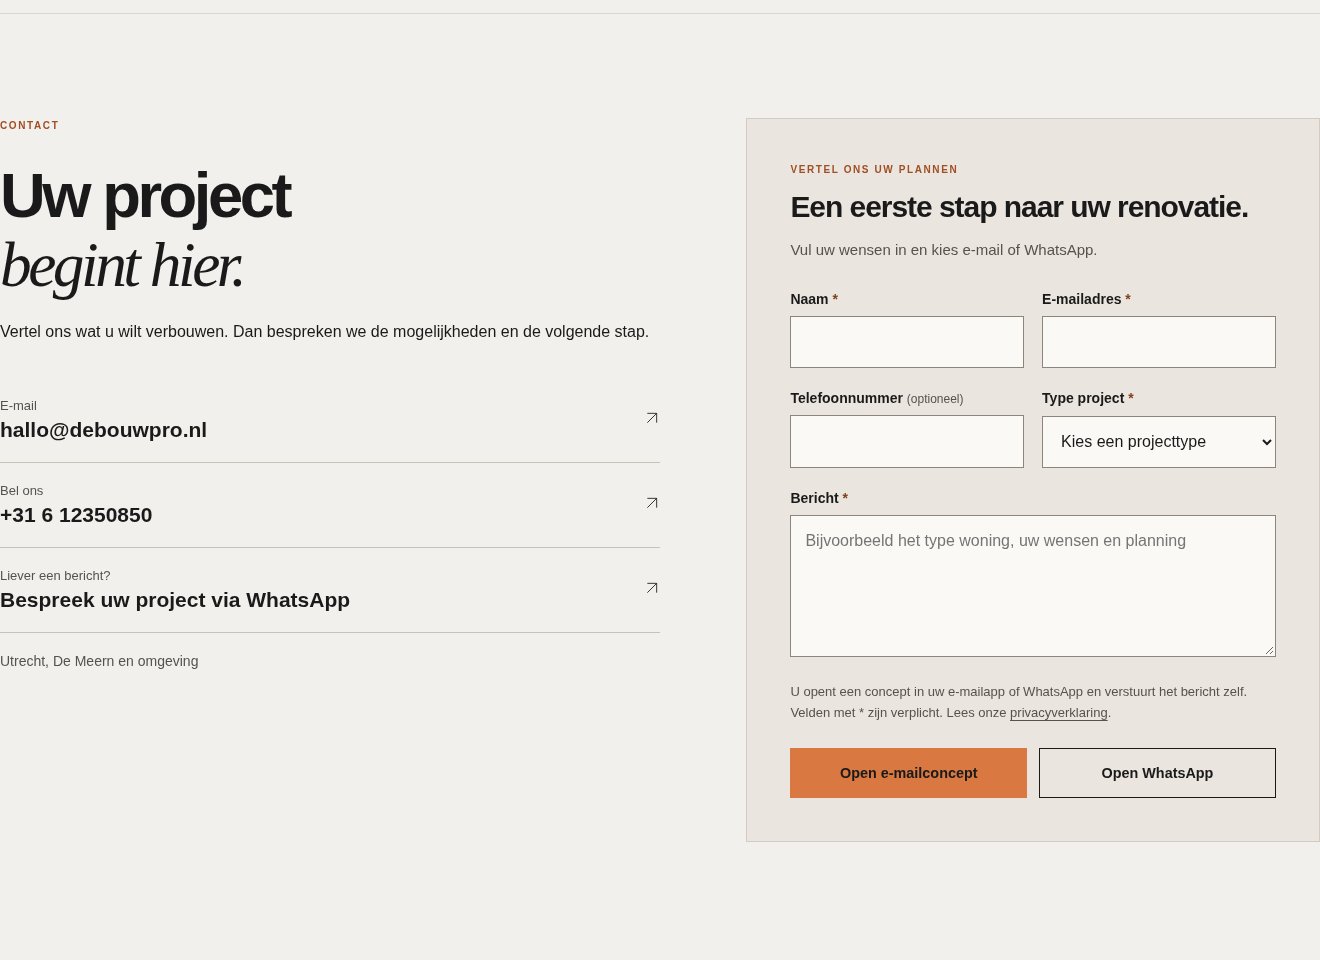 CONTACT
Uw project
begint hier.
Vertel ons wat u wilt verbouwen. Dan bespreken we de mogelijkheden en de volgende stap.
E-mail
hallo@debouwpro.nl
Bel ons
+31 6 12350850
Liever een bericht?
Bespreek uw project via WhatsApp
Utrecht, De Meern en omgeving
VERTEL ONS UW PLANNEN
Een eerste stap naar uw renovatie.
Vul uw wensen in en kies e-mail of WhatsApp.
Naam *
E-mailadres *
Telefoonnummer (optioneel)
Type project *
Kies een projecttype
Bericht *
Bijvoorbeeld het type woning, uw wensen en planning
U opent een concept in uw e-mailapp of WhatsApp en verstuurt het bericht zelf.
Velden met * zijn verplicht. Lees onze privacyverklaring.
Open e-mailconcept
Open WhatsApp